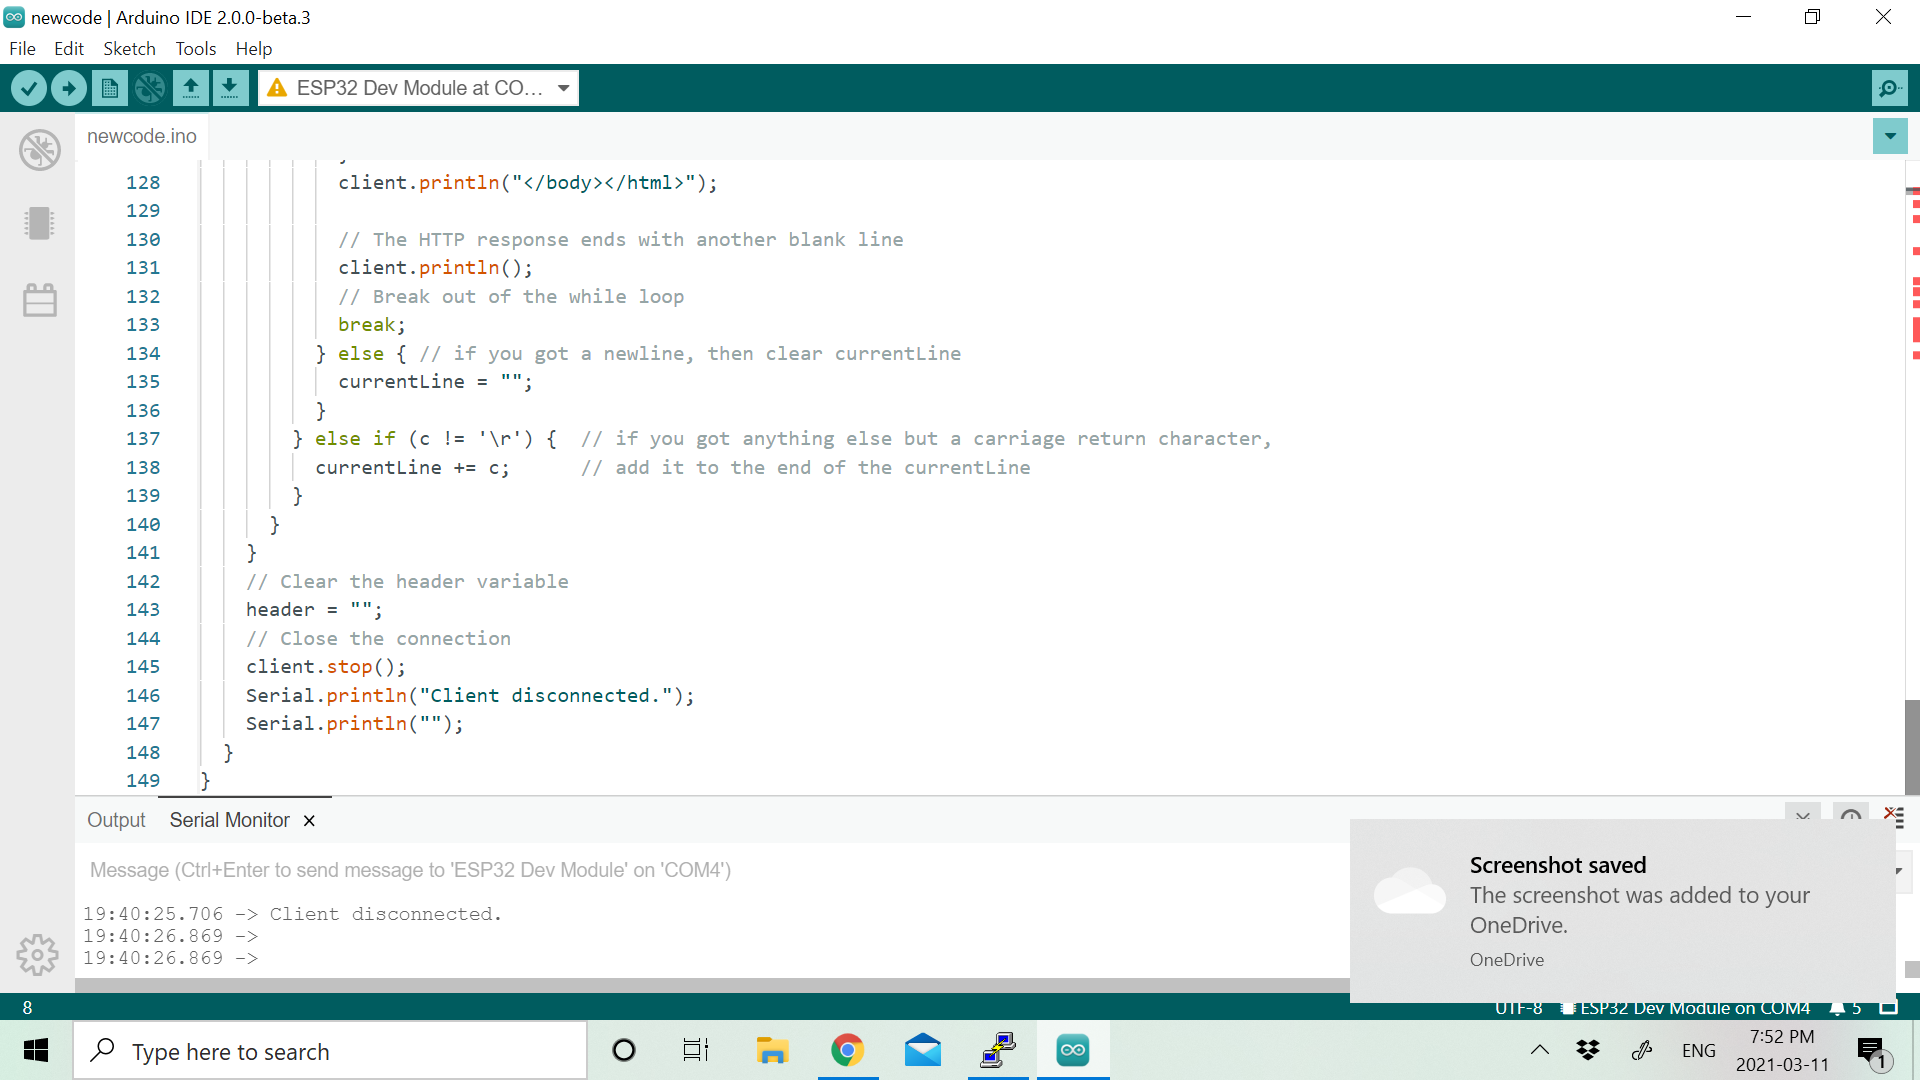 newcode | Arduino IDE 2.0.0-beta.3
File Edit Sketch Tools Help
ESP32 Dev Module at CO...
newcode.ino
128 client.println("</body></html>");
129
130 // The HTTP response ends with another blank line
131 client.println();
132 // Break out of the while loop
133 break;
134 } else { // if you got a newline, then clear currentLine
135 currentLine = "";
136 }
137 } else if (c != '\r') {  // if you got anything else but a carriage return character,
138 currentLine += c;      // add it to the end of the currentLine
139 }
140 }
141 }
142 // Clear the header variable
143 header = "";
144 // Close the connection
145 client.stop();
146 Serial.println("Client disconnected.");
147 Serial.println("");
148 }
149 }
Output Serial Monitor ×
Message (Ctrl+Enter to send message to 'ESP32 Dev Module' on 'COM4')
19:40:25.706 -> Client disconnected.
19:40:26.869 ->
19:40:26.869 ->
Screenshot saved
The screenshot was added to your
OneDrive.
OneDrive
8 UTF-8 ESP32 Dev Module on COM4 5
Type here to search
ENG
7:52 PM
2021-03-11
1